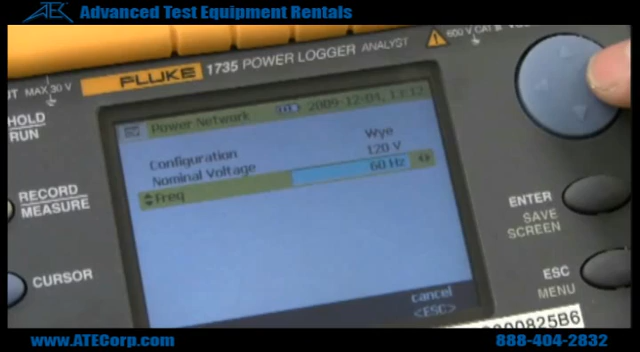 Advanced Test Equipment Rentals
MAX. 30 V
FLUKE 1735 POWER LOGGER ANALYST
600 V CAT III
HOLD
RUN
Power Network 2009-12-03, 13:12
Configuration Wye
Nominal Voltage 120 V
Freq 60 Hz
RECORD
MEASURE
ENTER
SAVE
SCREEN
CURSOR
ESC
MENU
cancel
<ESC>
www.ATECorp.com
888-404-2832